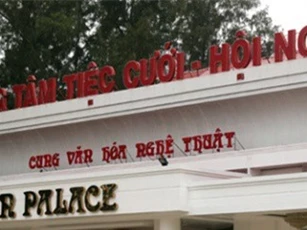 TÂM TIỆC CƯỚI - HỘI
CUNG VĂN HÓA NGHỆ THUẬT
PALACE